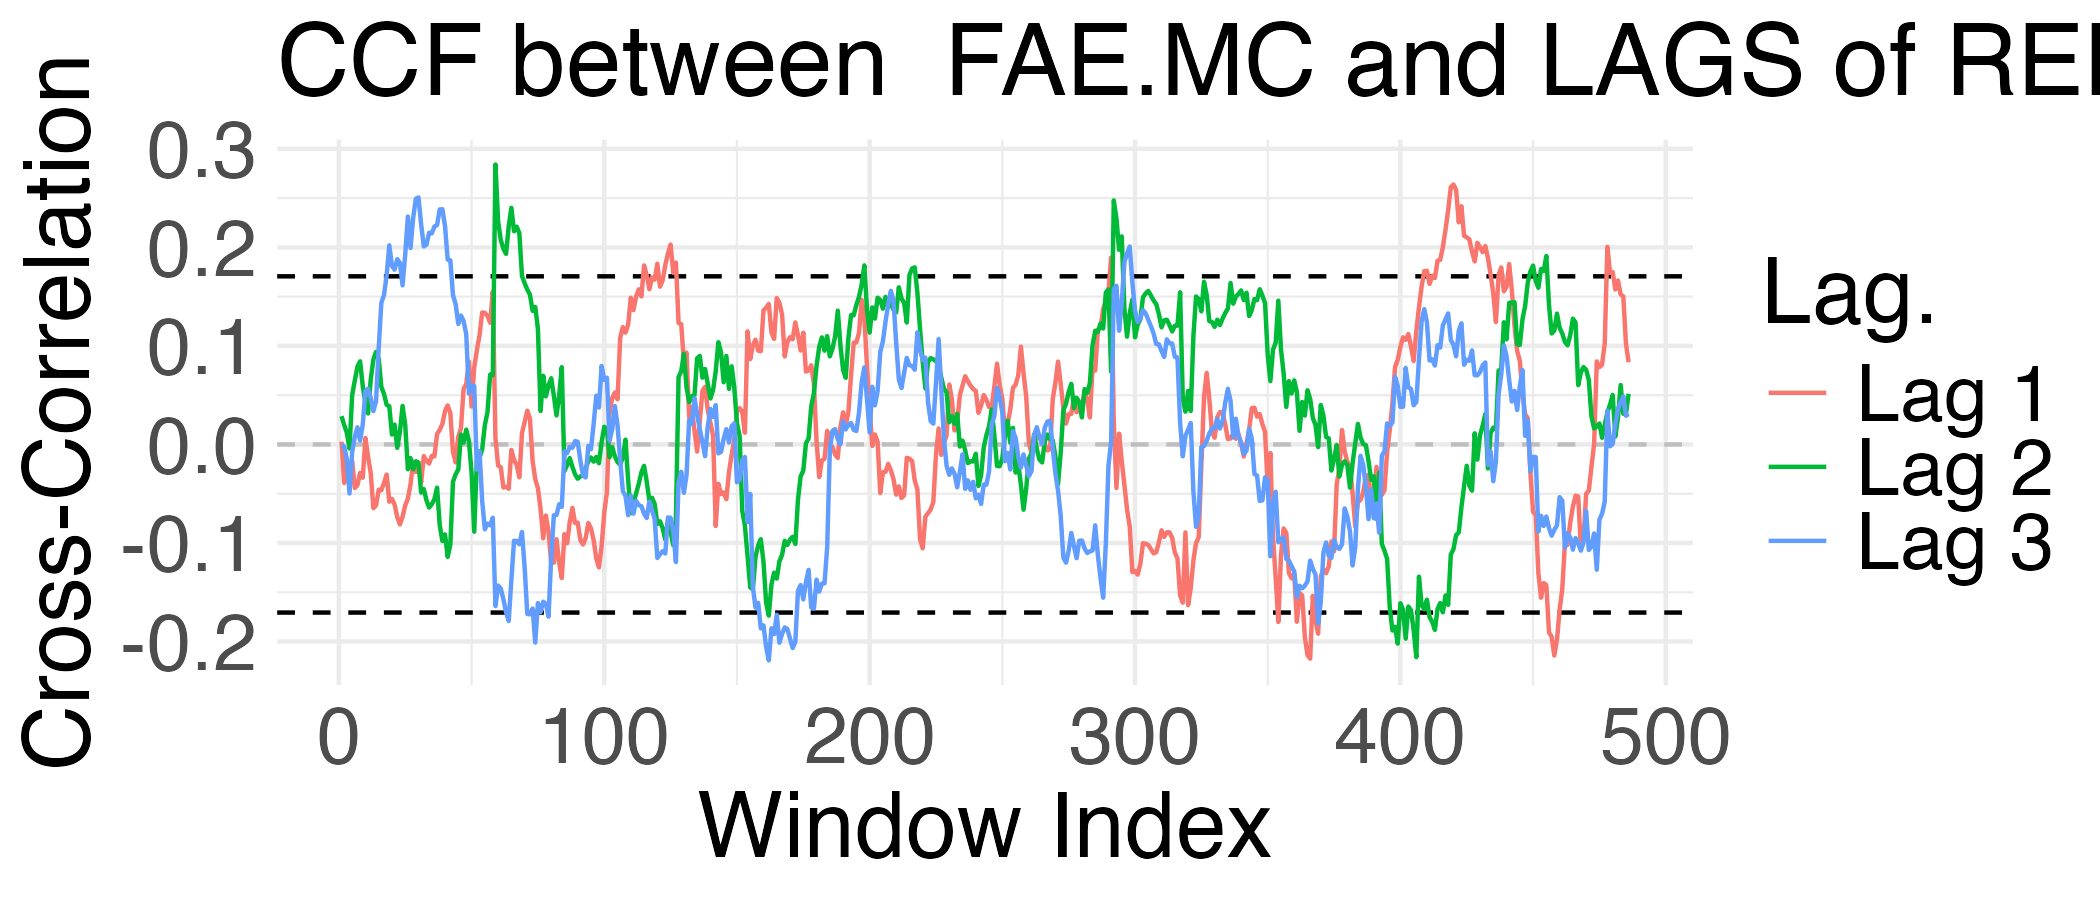 CCF between FAE.MC and LAGS of
Cross-Correlation
0.3
0.2
0.1
0.0
-0.1
-0.2
0 100 200 300 400 500
Window Index
Lag.
Lag 1
Lag 2
Lag 3